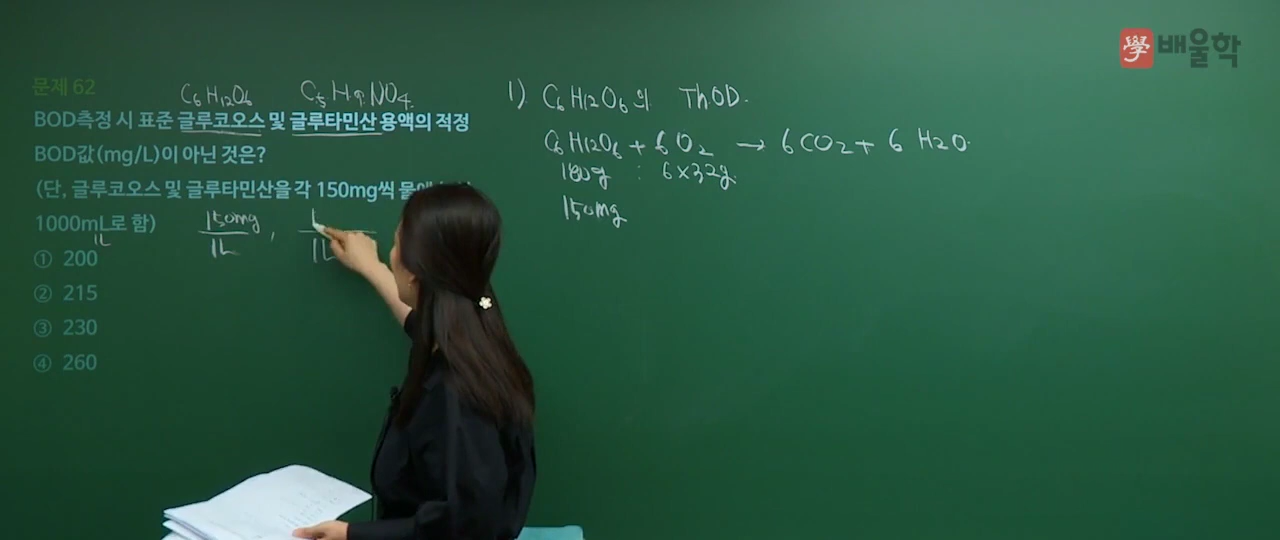 學 배울학
문제 62
C6H12O6 C5H9NO4
BOD측정 시 표준 글루코오스 및 글루타민산 용액의 적정
BOD값(mg/L)이 아닌 것은?
(단, 글루코오스 및 글루타민산을 각 150mg씩 물에
1000mL로 함)
1L
150mg
1L , 1L
① 200
② 215
③ 230
④ 260
1) C6H12O6의 ThOD.
C6H12O6 + 6O2 → 6CO2 + 6H2O
180g : 6×32g
150mg